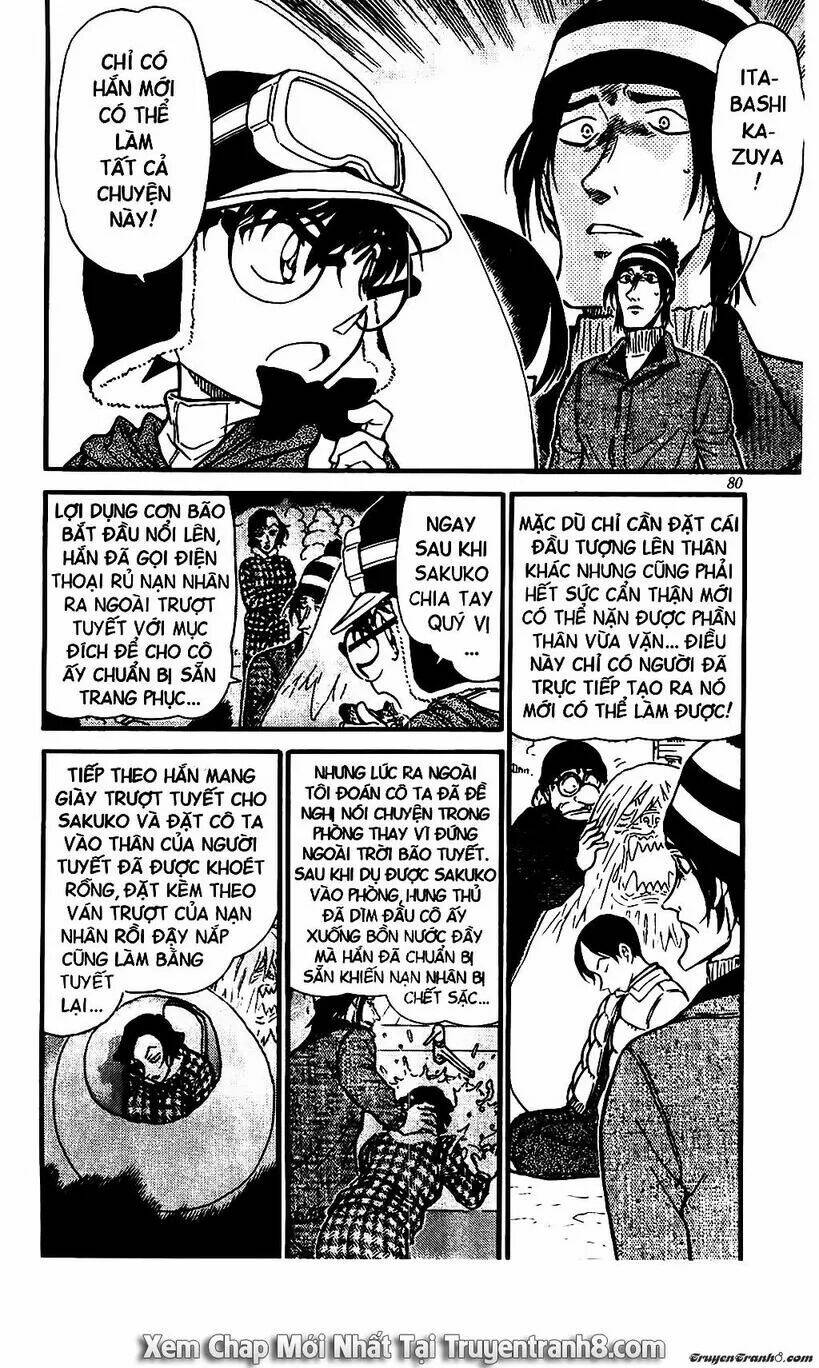 ITA-
BASHI
KA-
ZUYA
!
CHỈ CÓ
HẮN MỚI
CÓ THỂ
LÀM
TẤT CẢ
CHUYỆN
NÀY!
80
MẶC DÙ CHỈ CẦN ĐẶT CÁI
ĐẦU TƯỢNG LÊN THÂN
KHÁC NHƯNG CŨNG PHẢI
HẾT SỨC CẨN THẬN MỚI
CÓ THỂ NẶN ĐƯỢC PHẦN
THÂN VỪA VẶN... ĐIỀU
NÀY CHỈ CÓ NGƯỜI ĐÃ
TRỰC TIẾP TẠO RA NÓ
MỚI CÓ THỂ LÀM ĐƯỢC!
NGAY
SAU KHI
SAKUKO
CHIA TAY
QUÝ VỊ
...
LỢI DỤNG CƠN BÃO
BẮT ĐẦU NỔI LÊN,
HẮN ĐÃ GỌI ĐIỆN
THOẠI RỦ NẠN NHÂN
RA NGOÀI TRƯỢT
TUYẾT VỚI MỤC
ĐÍCH ĐỂ CHO CÔ
ẤY CHUẨN BỊ SẴN
TRANG PHỤC...
NHƯNG LÚC RA NGOÀI
TÔI ĐOÁN CÔ TA ĐÃ ĐỀ
NGHỊ NÓI CHUYỆN TRONG
PHÒNG THAY VÌ ĐỨNG
NGOÀI TRỜI BÃO TUYẾT.
SAU KHI DỤ ĐƯỢC SAKUKO
VÀO PHÒNG, HUNG THỦ
ĐÃ DÌM ĐẦU CÔ ẤY
XUỐNG BỒN NƯỚC ĐẦY
MÀ HẮN ĐÃ CHUẨN BỊ
SẴN KHIẾN NẠN NHÂN BỊ
CHẾT SẶC...
TIẾP THEO HẮN MANG
GIÀY TRƯỢT TUYẾT CHO
SAKUKO VÀ ĐẶT CÔ TA
VÀO THÂN CỦA NGƯỜI
TUYẾT ĐÃ ĐƯỢC KHOÉT
RỖNG, ĐẶT KÈM THEO
VÁN TRƯỢT CỦA NẠN
NHÂN RỒI ĐẬY NẮP
CŨNG LÀM BẰNG
TUYẾT
LẠI...
Xem Chap Mới Nhất Tại Truyentranh8.com
TruyenTranh8.com